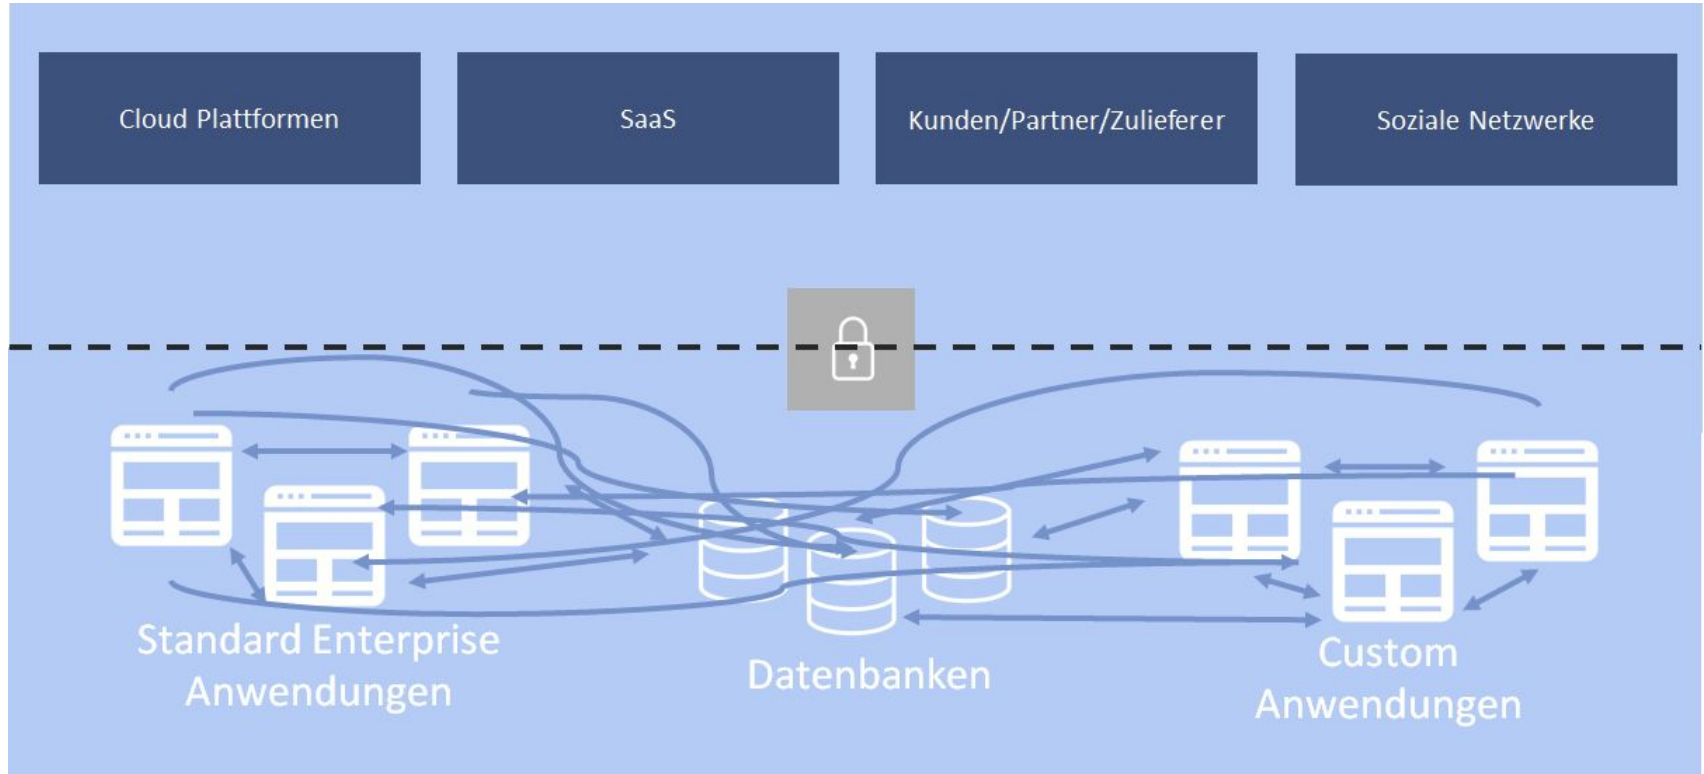 Cloud Plattformen
SaaS
Kunden/Partner/Zulieferer
Soziale Netzwerke
Standard Enterprise
Anwendungen
Datenbanken
Custom
Anwendungen